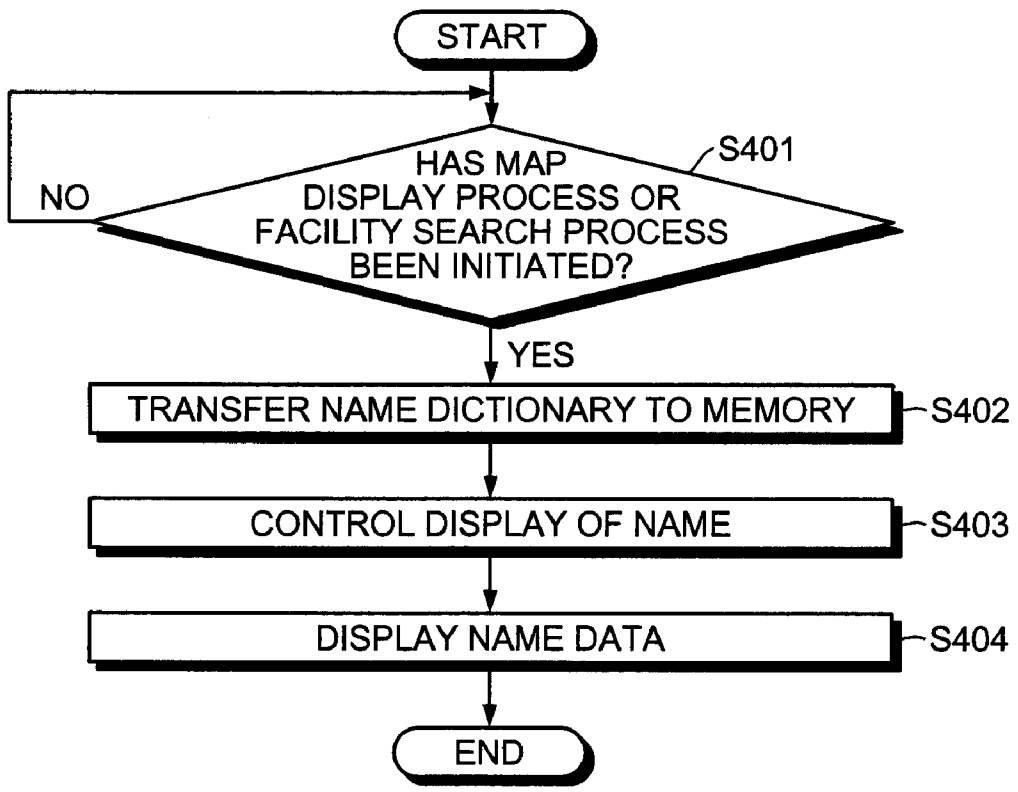 START
HAS MAP
DISPLAY PROCESS OR
FACILITY SEARCH PROCESS
BEEN INITIATED?
S401
NO
YES
TRANSFER NAME DICTIONARY TO MEMORY
S402
CONTROL DISPLAY OF NAME
S403
DISPLAY NAME DATA
S404
END